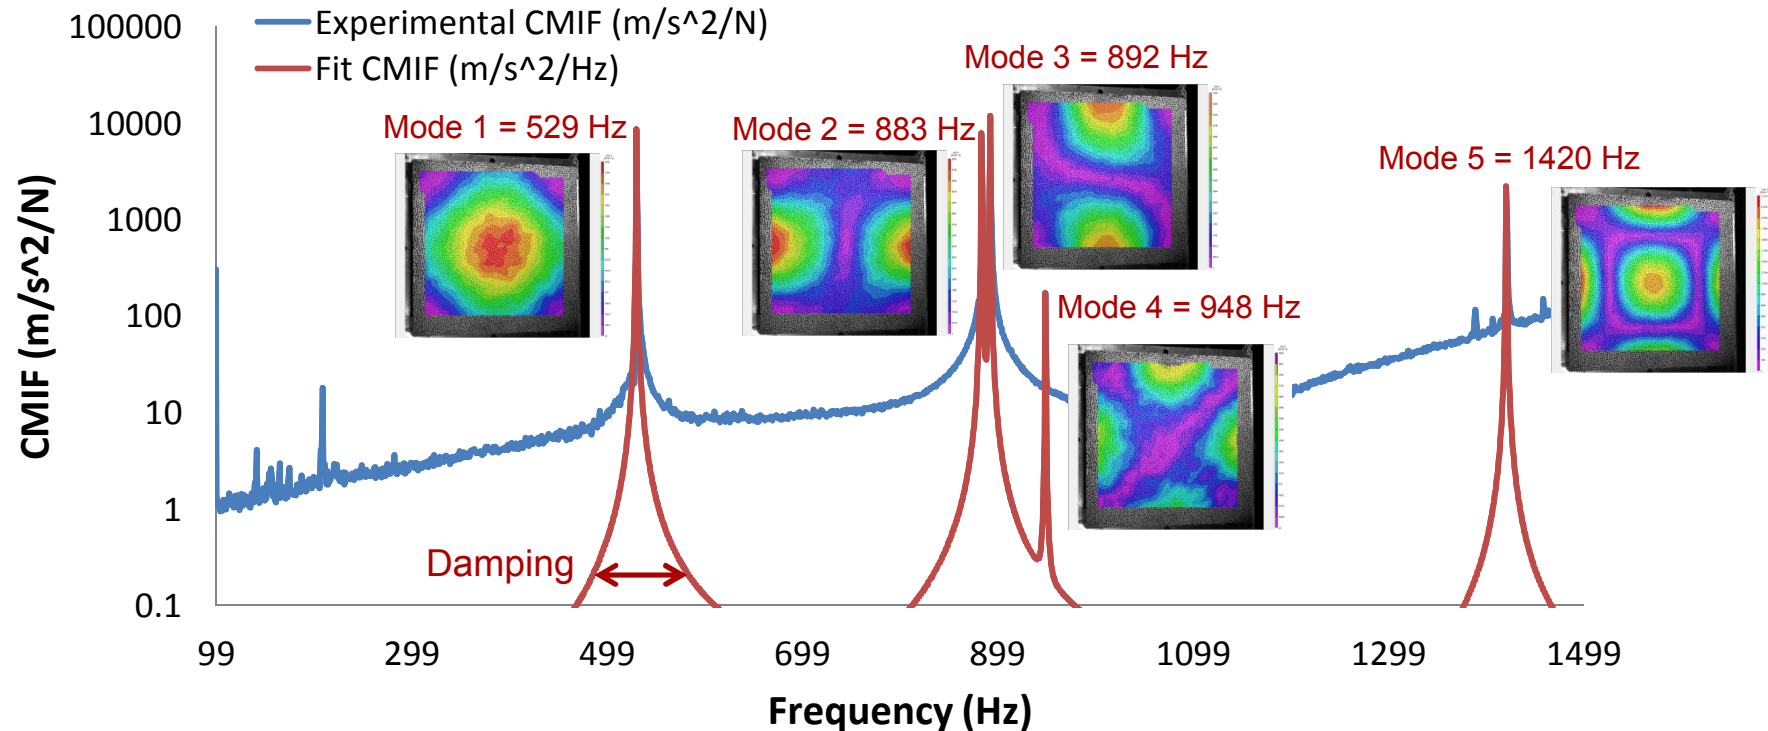 Experimental CMIF (m/s^2/N)
Fit CMIF (m/s^2/Hz)
Mode 1 = 529 Hz
Mode 2 = 883 Hz
Mode 3 = 892 Hz
Mode 4 = 948 Hz
Mode 5 = 1420 Hz
Damping
CMIF (m/s^2/N)
100000
10000
1000
100
10
1
0.1
99 299 499 699 899 1099 1299 1499
Frequency (Hz)